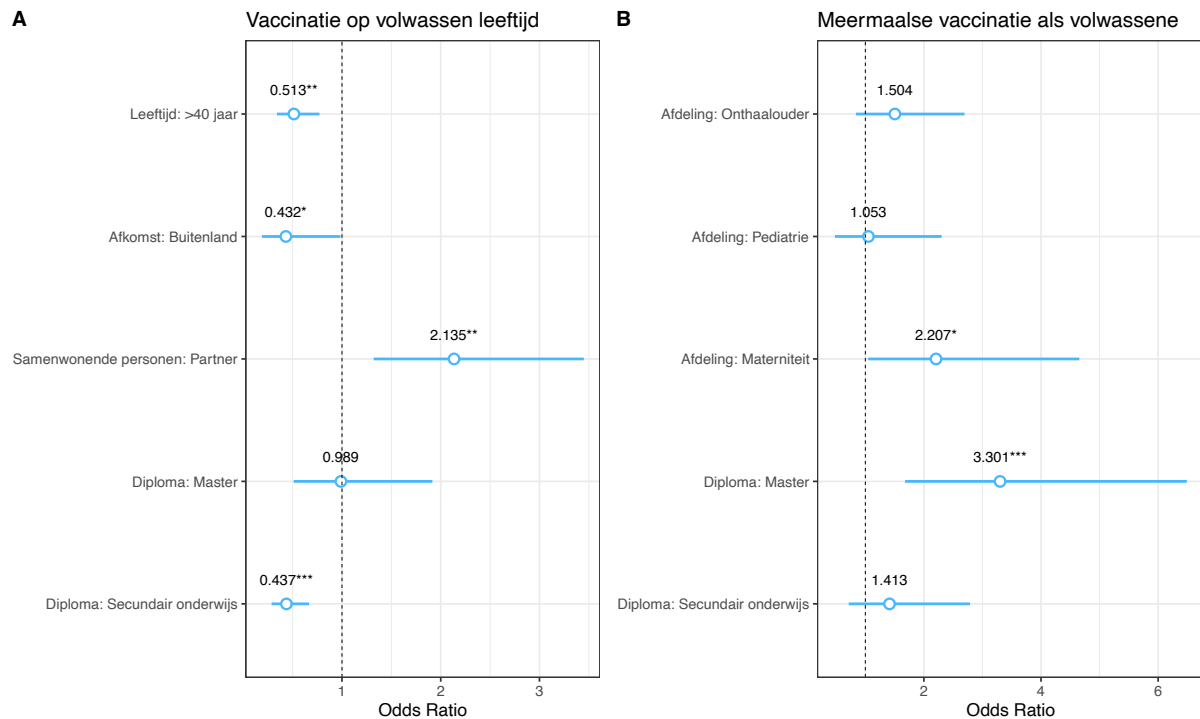 A
Vaccinatie op volwassen leeftijd
Leeftijd: >40 jaar
0.513**
Afkomst: Buitenland
0.432*
Samenwonende personen: Partner
2.135**
Diploma: Master
0.989
Diploma: Secundair onderwijs
0.437***
1 2 3
Odds Ratio
B
Meermaalse vaccinatie als volwassene
Afdeling: Onthaalouder
1.504
Afdeling: Pediatrie
1.053
Afdeling: Materniteit
2.207*
Diploma: Master
3.301***
Diploma: Secundair onderwijs
1.413
2 4 6
Odds Ratio